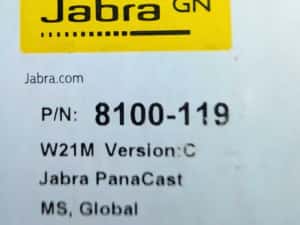 Jabra GN
Jabra.com
P/N: 8100-119
W21M Version:C
Jabra PanaCast
MS, Global